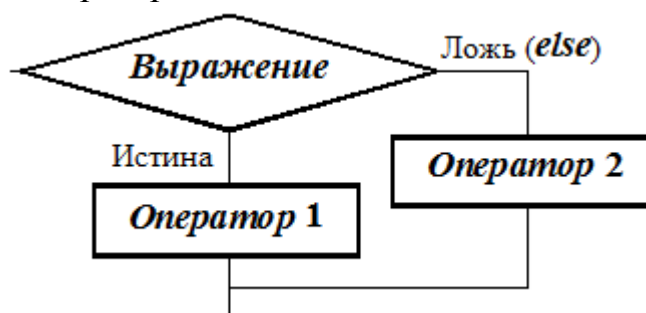 Выражение
Ложь (else)
Истина
Оператор 1
Оператор 2